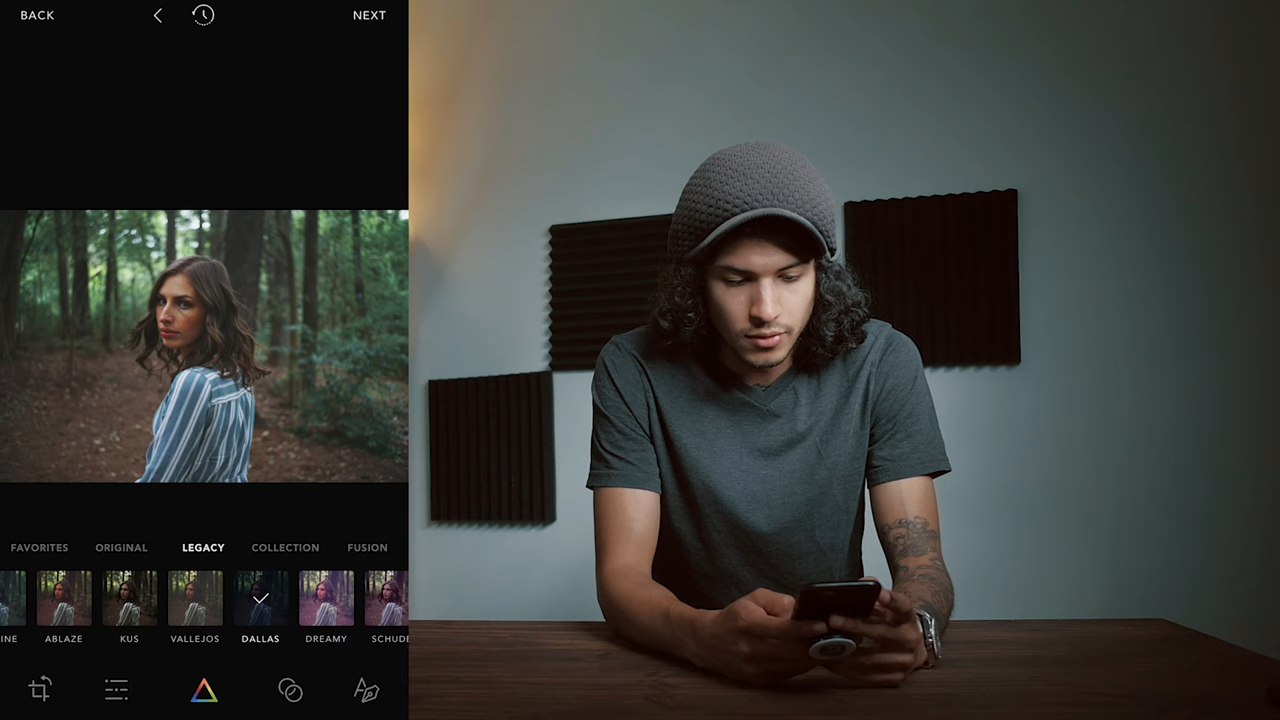 BACK
NEXT
FAVORITES ORIGINAL LEGACY COLLECTION FUSION
INE ABLAZE KUS VALLEJOS DALLAS DREAMY SCHUDE